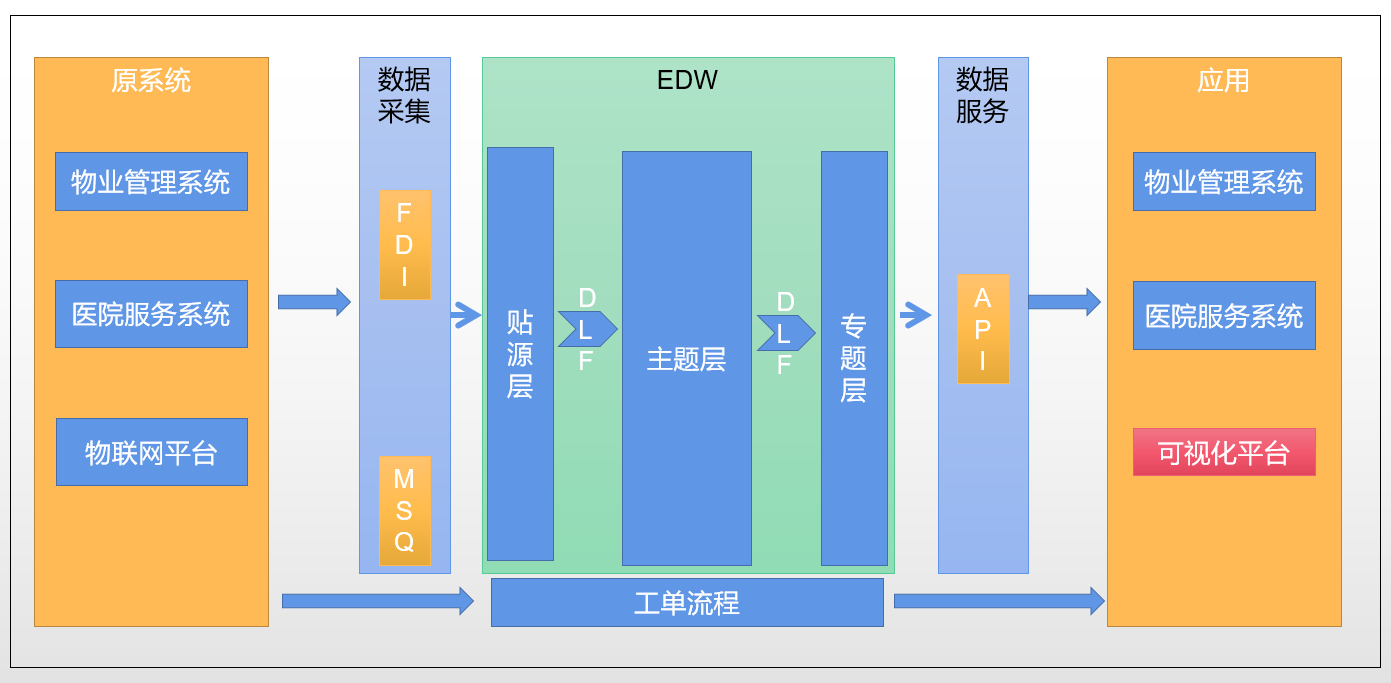 原系统
物业管理系统
医院服务系统
物联网平台
数据
采集
F
D
I
M
S
Q
EDW
贴
源
层
D
L
F
主题层
D
L
F
专
题
层
工单流程
数据
服务
A
P
I
应用
物业管理系统
医院服务系统
可视化平台